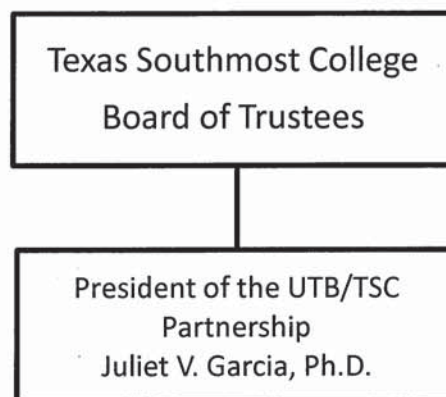 Texas Southmost College
Board of Trustees
President of the UTB/TSC
Partnership
Juliet V. Garcia, Ph.D.